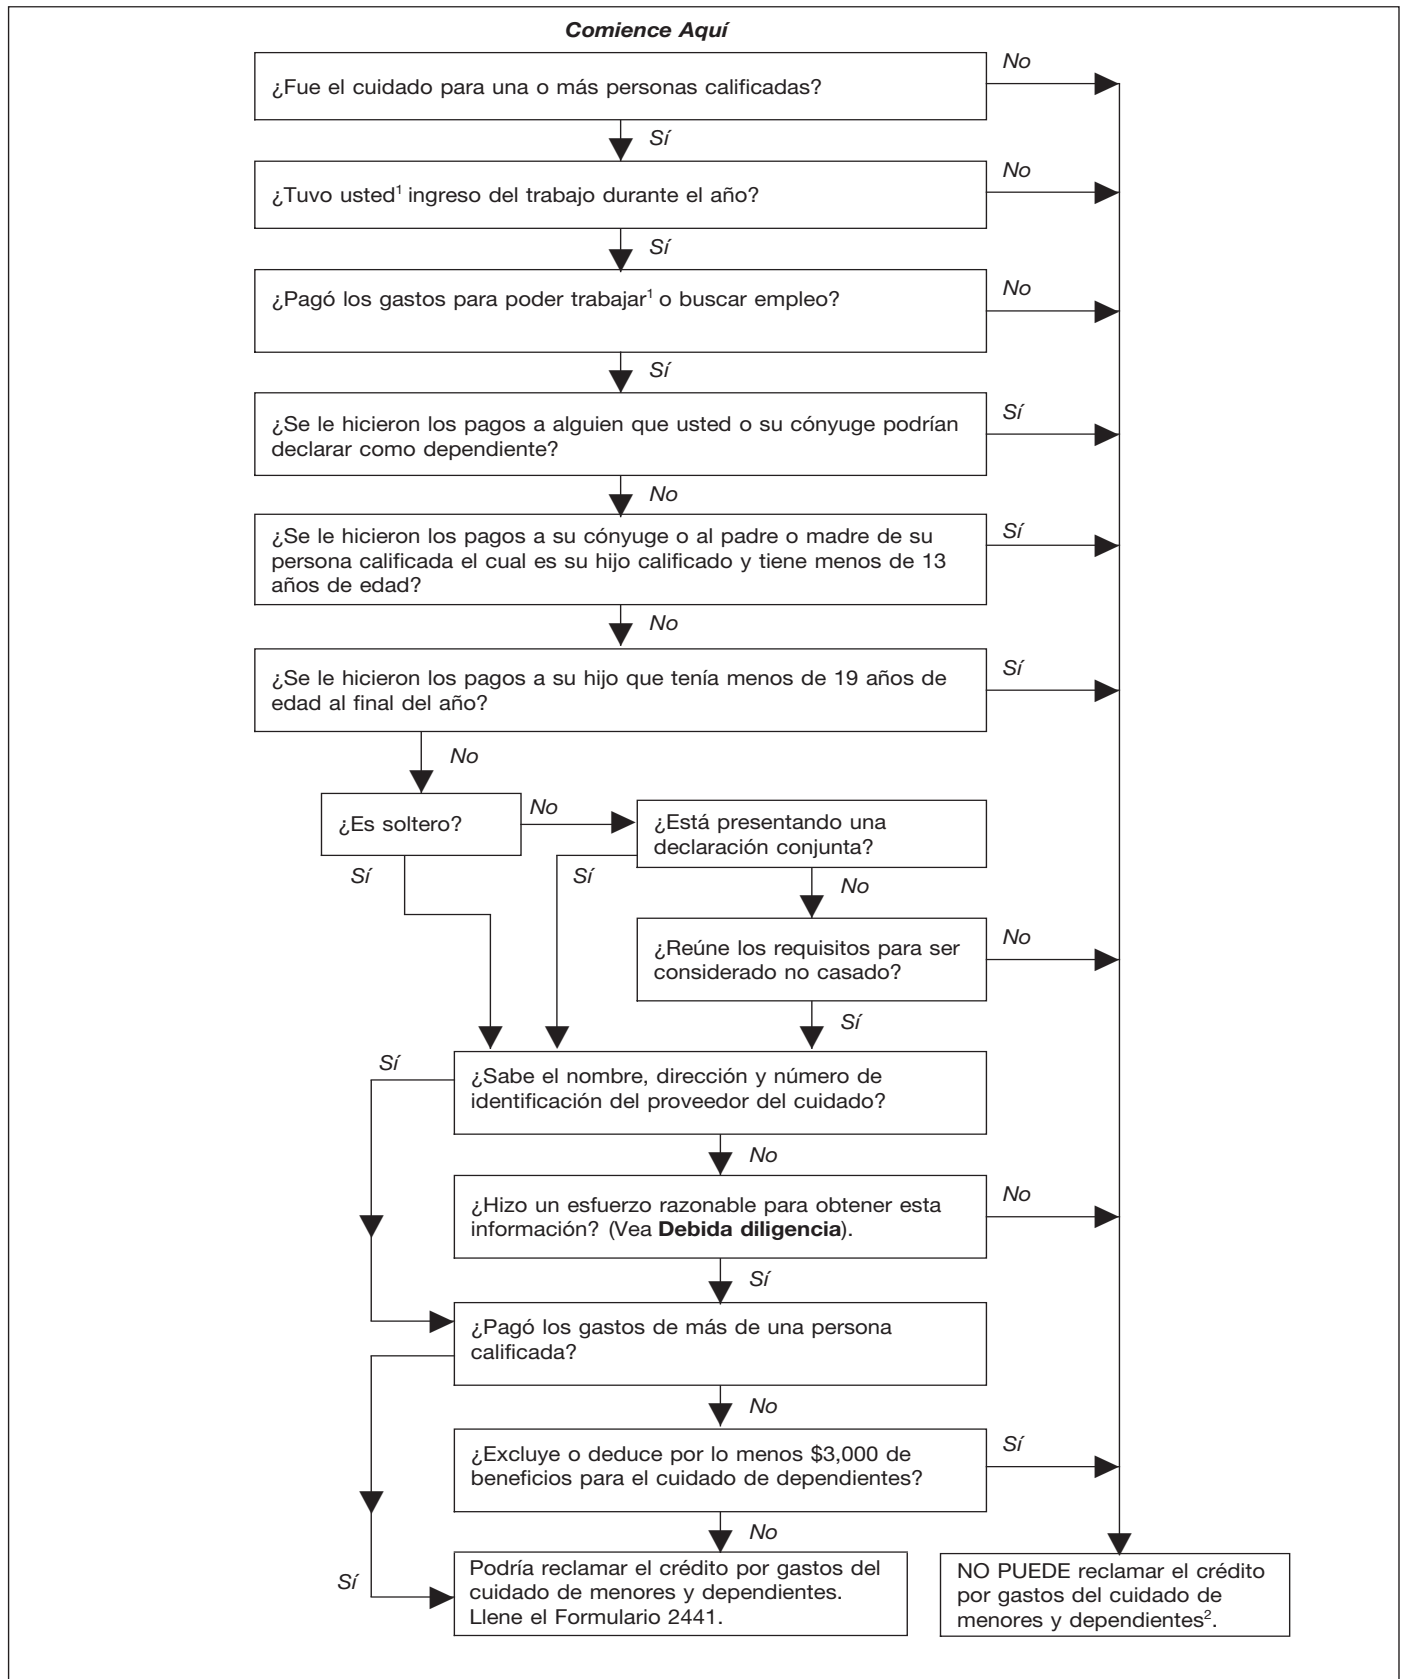 Comience Aquí
¿Fue el cuidado para una o más personas calificadas?
No
Sí
¿Tuvo usted¹ ingreso del trabajo durante el año?
No
Sí
¿Pagó los gastos para poder trabajar¹ o buscar empleo?
No
Sí
¿Se le hicieron los pagos a alguien que usted o su cónyuge podrían
declarar como dependiente?
Sí
No
¿Se le hicieron los pagos a su cónyuge o al padre o madre de su
persona calificada el cual es su hijo calificado y tiene menos de 13
años de edad?
Sí
No
¿Se le hicieron los pagos a su hijo que tenía menos de 19 años de
edad al final del año?
Sí
No
¿Es soltero?
No
Sí
¿Está presentando una
declaración conjunta?
Sí
No
¿Reúne los requisitos para ser
considerado no casado?
No
Sí
¿Sabe el nombre, dirección y número de
identificación del proveedor del cuidado?
Sí
No
¿Hizo un esfuerzo razonable para obtener esta
información? (Vea Debida diligencia).
No
Sí
¿Pagó los gastos de más de una persona
calificada?
No
¿Excluye o deduce por lo menos $3,000 de
beneficios para el cuidado de dependientes?
Sí
No
Sí
Podría reclamar el crédito por gastos del
cuidado de menores y dependientes.
Llene el Formulario 2441.
NO PUEDE reclamar el crédito
por gastos del cuidado de
menores y dependientes².